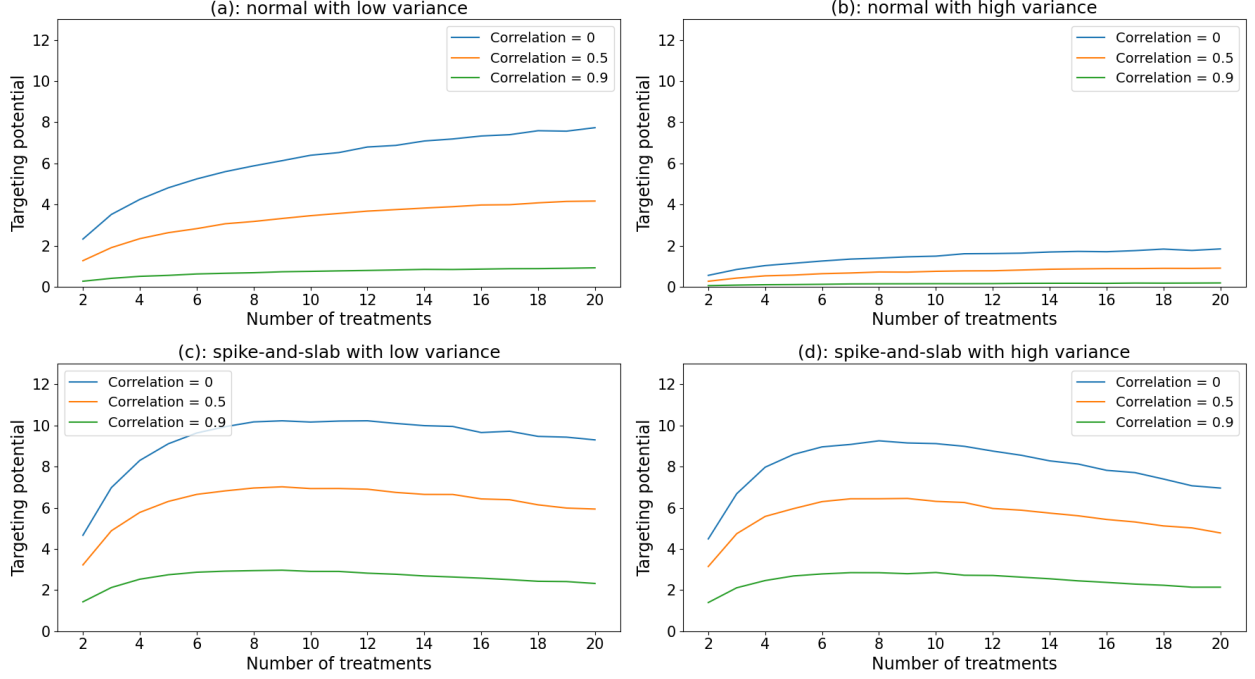 (a): normal with low variance
Targeting potential
12
10
8
6
4
2
0
Correlation = 0
Correlation = 0.5
Correlation = 0.9
2 4 6 8 10 12 14 16 18 20
Number of treatments
(b): normal with high variance
Targeting potential
12
10
8
6
4
2
0
Correlation = 0
Correlation = 0.5
Correlation = 0.9
2 4 6 8 10 12 14 16 18 20
Number of treatments
(c): spike-and-slab with low variance
Targeting potential
12
10
8
6
4
2
0
Correlation = 0
Correlation = 0.5
Correlation = 0.9
2 4 6 8 10 12 14 16 18 20
Number of treatments
(d): spike-and-slab with high variance
Targeting potential
12
10
8
6
4
2
0
Correlation = 0
Correlation = 0.5
Correlation = 0.9
2 4 6 8 10 12 14 16 18 20
Number of treatments